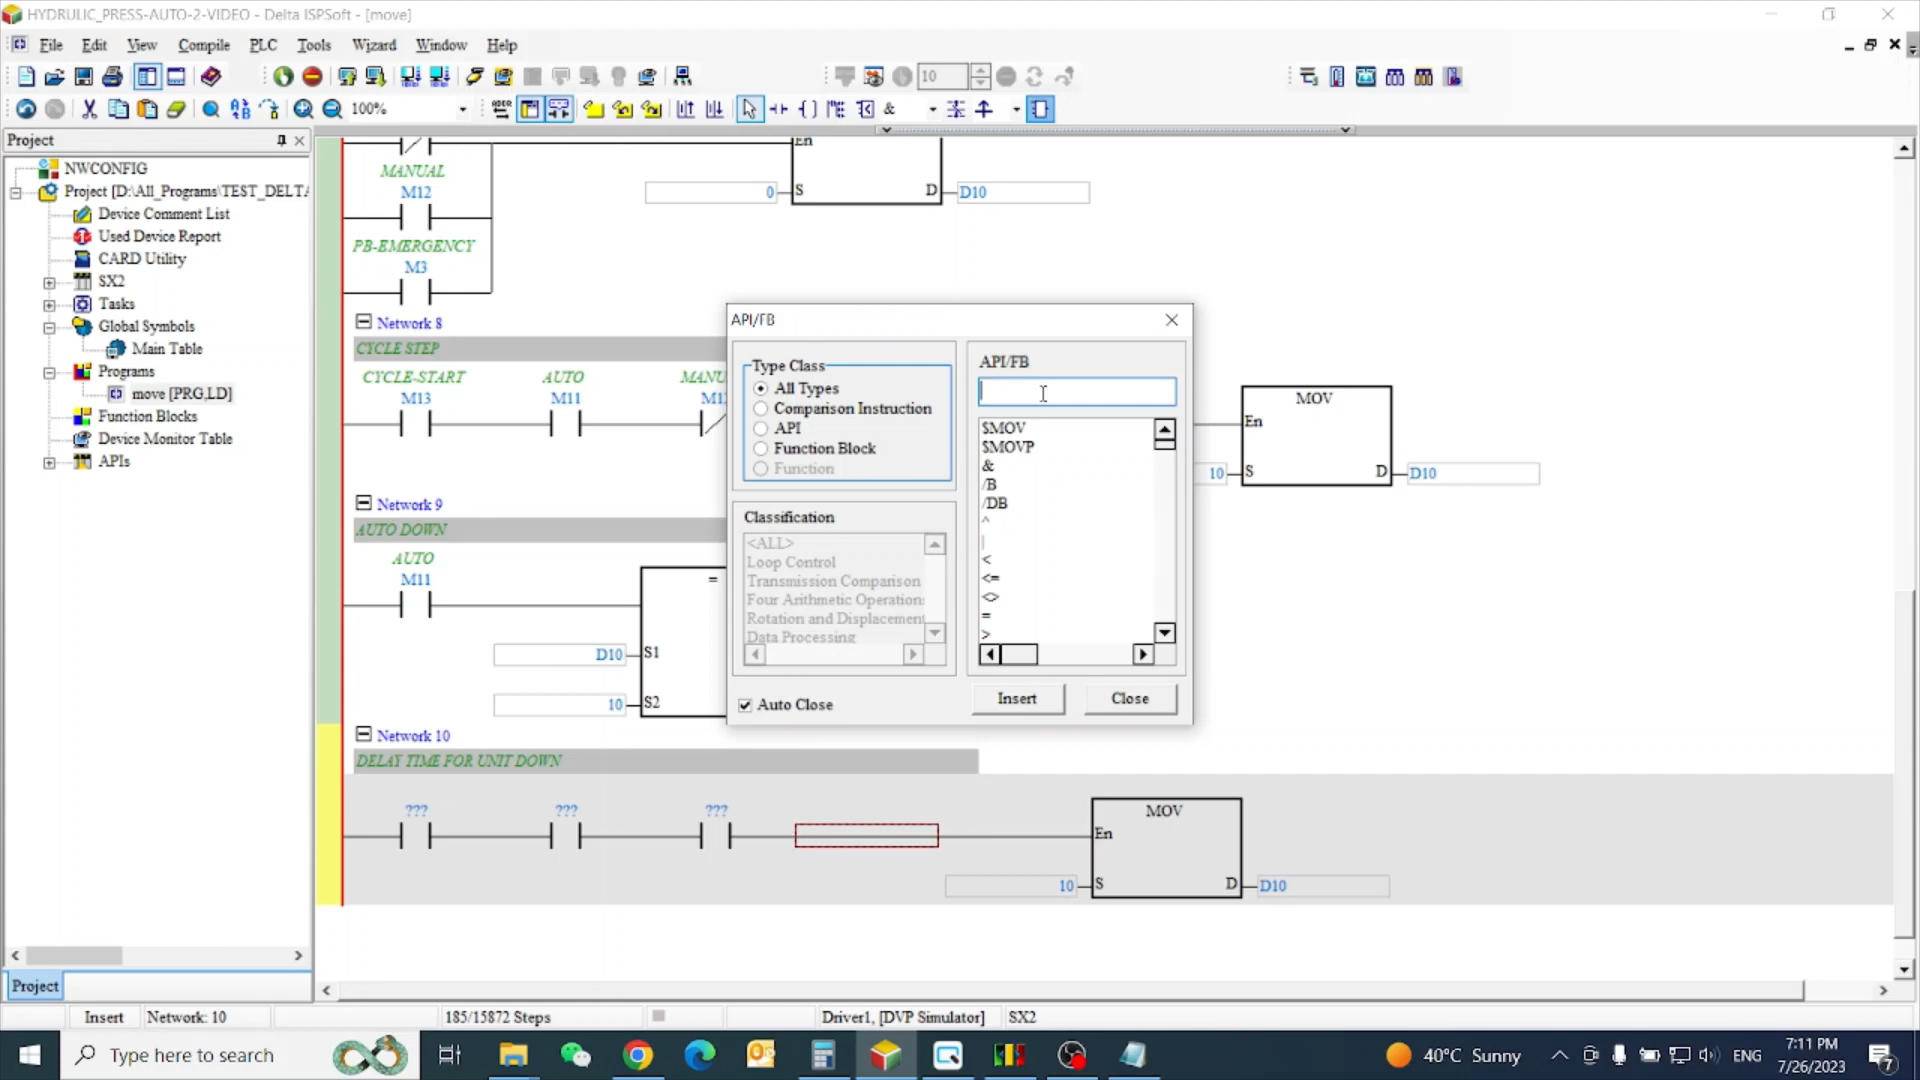 HYDRULIC_PRESS-AUTO-2-VIDEO - Delta ISPSoft - [move]
File Edit View Compile PLC Tools Wizard Window Help
10
100%
Project
NWCONFIG
Project [D:\All_Programs\TEST_DELTA
Device Comment List
Used Device Report
CARD Utility
SX2
Tasks
Global Symbols
Main Table
Programs
move [PRG,LD]
Function Blocks
Device Monitor Table
APIs
Project
En
MANUAL
M12
0 S D D10
PB-EMERGENCY
M3
Network 8
CYCLE STEP
CYCLE-START AUTO MANU
M13 M11 M12
MOV
En
10 S D D10
Network 9
AUTO DOWN
AUTO
M11
=
D10 S1
10 S2
Network 10
DELAY TIME FOR UNIT DOWN
??? ??? ???
MOV
En
10 S D D10
API/FB
Type Class
All Types
Comparison Instruction
API
Function Block
Function
Classification
<ALL>
Loop Control
Transmission Comparison
Four Arithmetic Operation
Rotation and Displacement
Data Processing
Auto Close
API/FB
$MOV
$MOVP
&
/B
/DB
^
|
<
<=
<>
=
>
Insert Close
Insert Network: 10 185/15872 Steps Driver1, [DVP Simulator] SX2
Type here to search
40°C Sunny
ENG
7:11 PM
7/26/2023
7